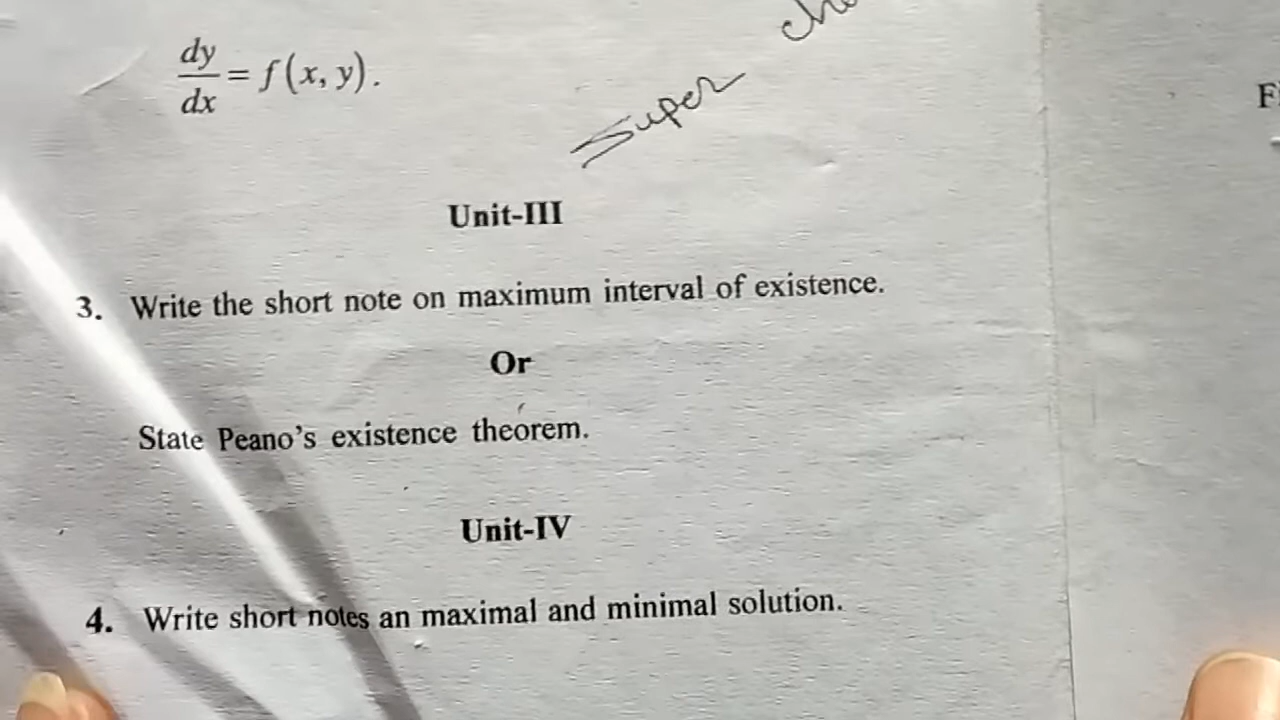 dy/dx = f(x, y).
Super
Unit-III
3. Write the short note on maximum interval of existence.
Or
State Peano's existence theorem.
Unit-IV
4. Write short notes an maximal and minimal solution.